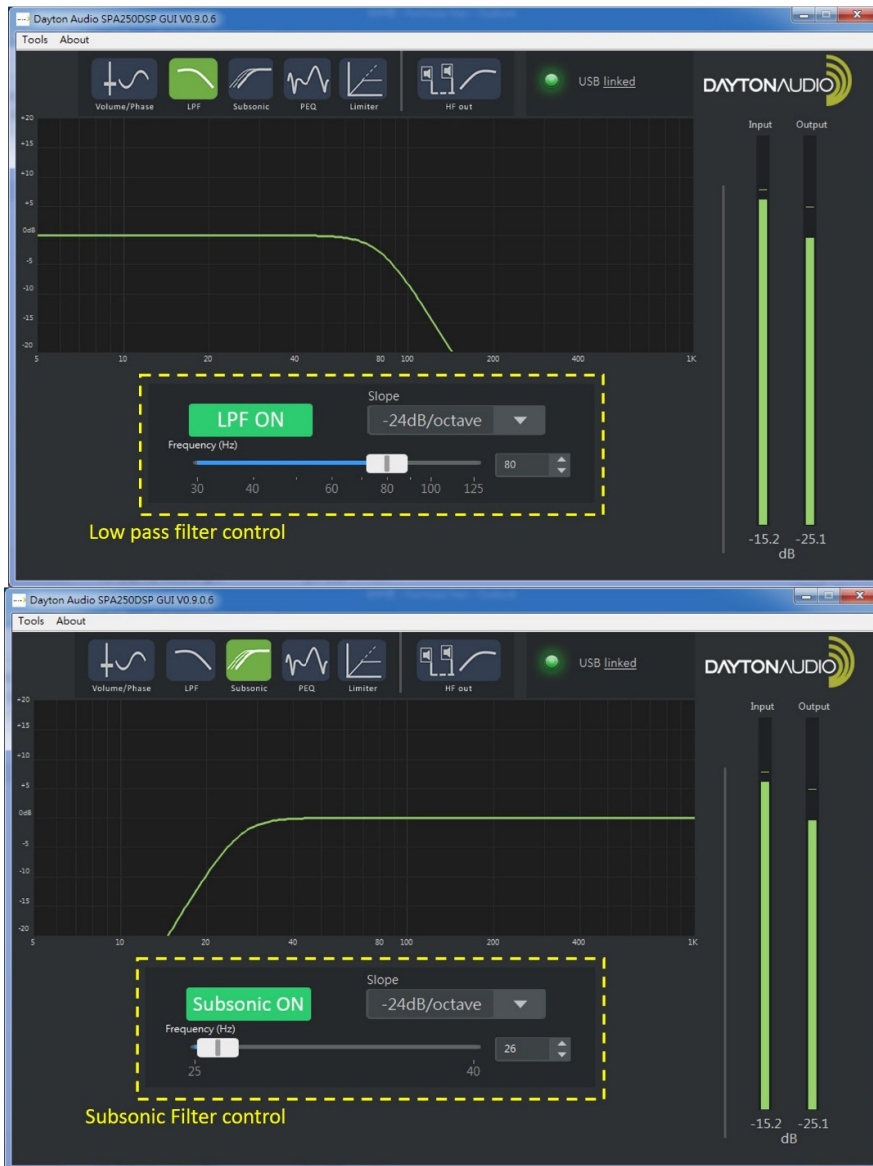 Dayton Audio SPA250DSP GUI V0.9.0.6
Tools About
Volume/Phase LPF Subsonic PEQ Limiter HF out
USB linked
DAYTONAUDIO
Input Output
+20
+15
+10
+5
0dB
-5
-10
-15
-20
5 10 20 40 80 100 200 400 1K
Slope
LPF ON -24dB/octave
Frequency (Hz)
80
30 40 60 80 100 125
Low pass filter control
-15.2 -25.1
dB
Dayton Audio SPA250DSP GUI V0.9.0.6
Tools About
Volume/Phase LPF Subsonic PEQ Limiter HF out
USB linked
DAYTONAUDIO
Input Output
+20
+15
+10
+5
0dB
-5
-10
-15
-20
5 10 20 40 80 100 200 400 1K
Slope
Subsonic ON -24dB/octave
Frequency (Hz)
26
25 40
Subsonic Filter control
-15.2 -25.1
dB